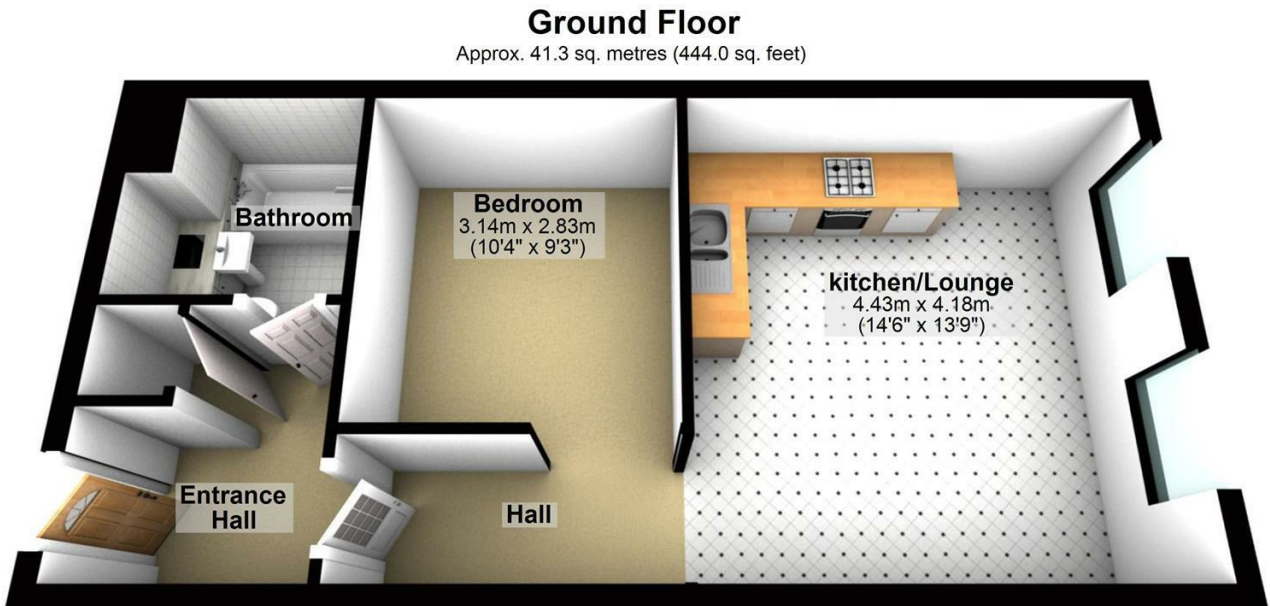 Ground Floor
Approx. 41.3 sq. metres (444.0 sq. feet)
Bathroom
Bedroom
3.14m x 2.83m
(10'4" x 9'3")
kitchen/Lounge
4.43m x 4.18m
(14'6" x 13'9")
Entrance
Hall
Hall